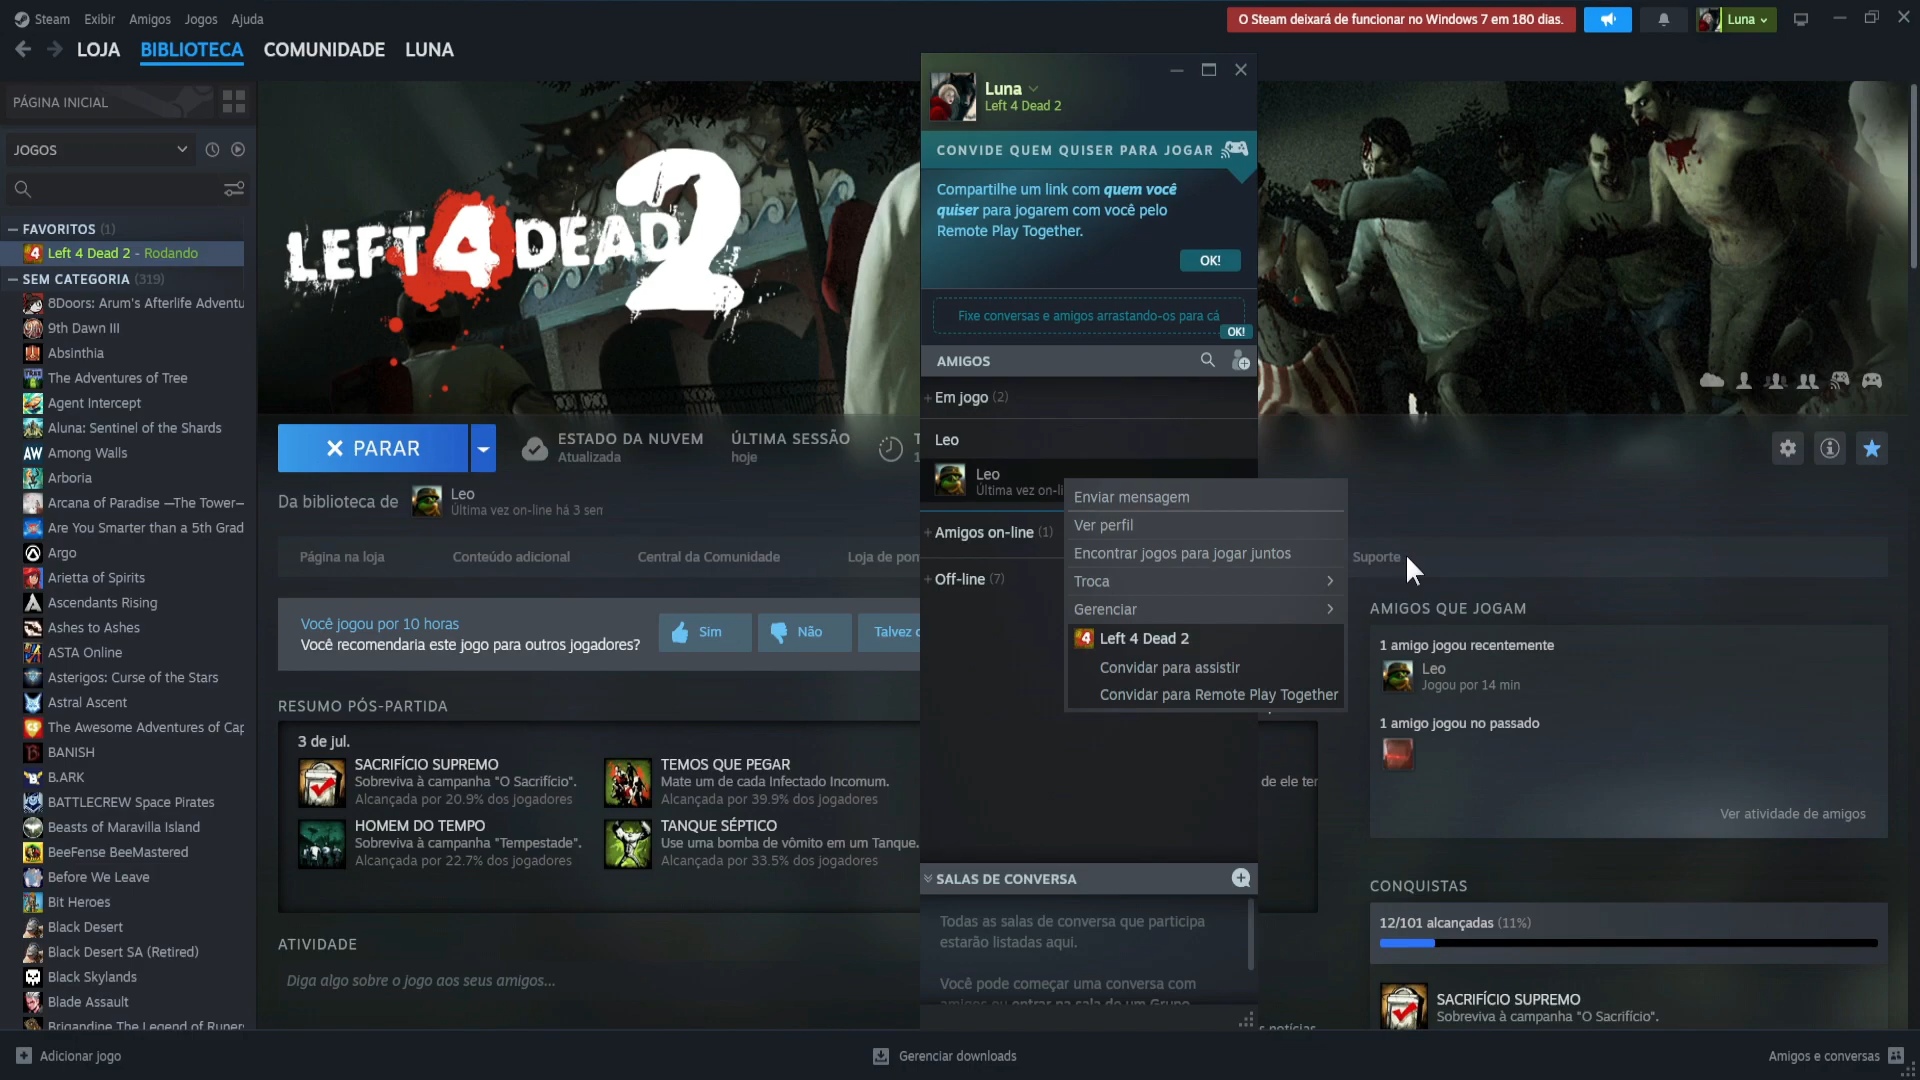 Steam Exibir Amigos Jogos Ajuda
O Steam deixará de funcionar no Windows 7 em 180 dias.
Luna
LOJA BIBLIOTECA COMUNIDADE LUNA
PÁGINA INICIAL
JOGOS
FAVORITOS (1)
Left 4 Dead 2 - Rodando
SEM CATEGORIA (319)
8Doors: Arum's Afterlife Adventu
9th Dawn III
Absinthia
The Adventures of Tree
Agent Intercept
Aluna: Sentinel of the Shards
Among Walls
Arboria
Arcana of Paradise —The Tower—
Are You Smarter than a 5th Grad
Argo
Arietta of Spirits
Ascendants Rising
Ashes to Ashes
ASTA Online
Asterigos: Curse of the Stars
Astral Ascent
The Awesome Adventures of Cap
BANISH
B.ARK
BATTLECREW Space Pirates
Beasts of Maravilla Island
BeeFense BeeMastered
Before We Leave
Bit Heroes
Black Desert
Black Desert SA (Retired)
Black Skylands
Blade Assault
Brigandine The Legend of Runer
Adicionar jogo
LEFT 4 DEAD 2
PARAR
ESTADO DA NUVEM
Atualizada
ÚLTIMA SESSÃO
hoje
Da biblioteca de
Leo
Última vez on-line há 3 sem
Página na loja Conteúdo adicional Central da Comunidade Loja de pon
Suporte
Você jogou por 10 horas
Você recomendaria este jogo para outros jogadores?
Sim Não Talvez
RESUMO PÓS-PARTIDA
3 de jul.
SACRIFÍCIO SUPREMO
Sobreviva à campanha "O Sacrifício".
Alcançada por 20.9% dos jogadores
TEMOS QUE PEGAR
Mate um de cada Infectado Incomum.
Alcançada por 39.9% dos jogadores
HOMEM DO TEMPO
Sobreviva à campanha "Tempestade".
Alcançada por 22.7% dos jogadores
TANQUE SÉPTICO
Use uma bomba de vômito em um Tanque.
Alcançada por 33.5% dos jogadores
de ele ter
ATIVIDADE
Diga algo sobre o jogo aos seus amigos...
Gerenciar downloads
Luna
Left 4 Dead 2
CONVIDE QUEM QUISER PARA JOGAR
Compartilhe um link com quem você
quiser para jogarem com você pelo
Remote Play Together.
OK!
Fixe conversas e amigos arrastando-os para cá
OK!
AMIGOS
Em jogo (2)
Leo
Leo
Última vez on-li
Amigos on-line (1)
Off-line (7)
Enviar mensagem
Ver perfil
Encontrar jogos para jogar juntos
Troca
Gerenciar
Left 4 Dead 2
Convidar para assistir
Convidar para Remote Play Together
SALAS DE CONVERSA
Todas as salas de conversa que participa
estarão listadas aqui.
Você pode começar uma conversa com
amigos ou entrar na sala de um Grupo
notícias
AMIGOS QUE JOGAM
1 amigo jogou recentemente
Leo
Jogou por 14 min
1 amigo jogou no passado
Ver atividade de amigos
CONQUISTAS
12/101 alcançadas (11%)
SACRIFÍCIO SUPREMO
Sobreviva à campanha "O Sacrifício".
Amigos e conversas